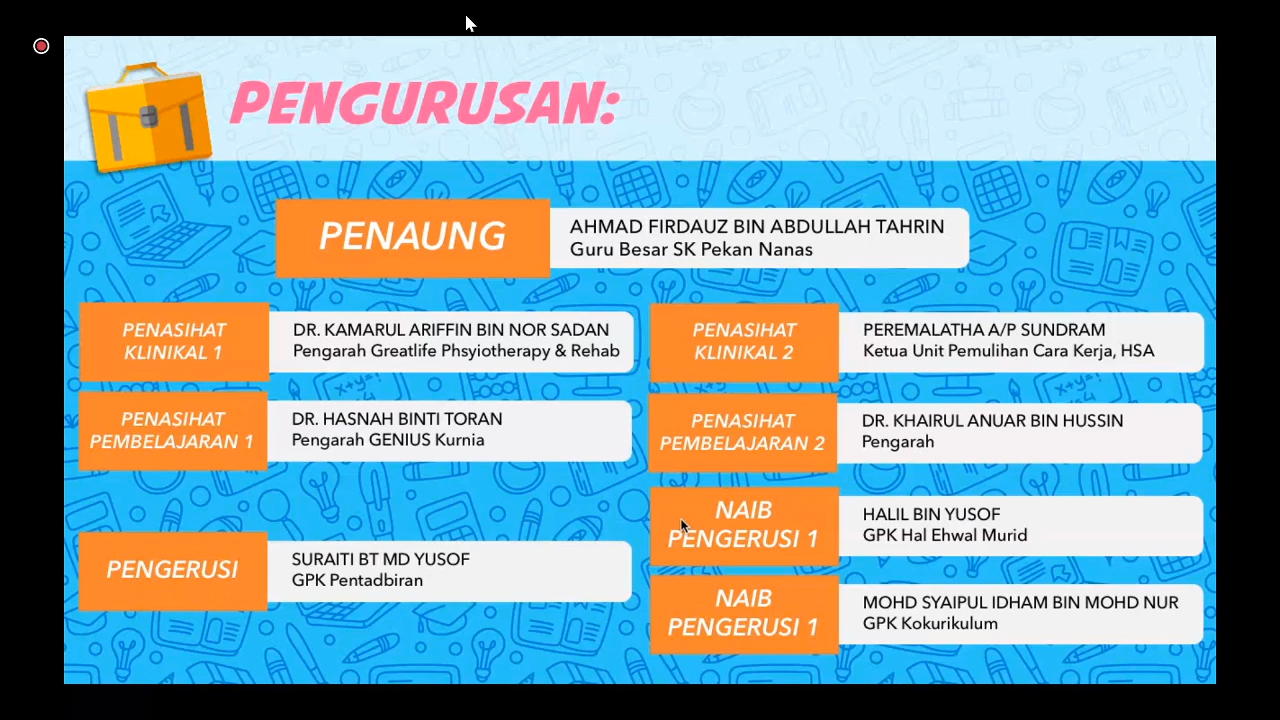 PENGURUSAN:
PENAUNG
AHMAD FIRDAUZ BIN ABDULLAH TAHRIN
Guru Besar SK Pekan Nanas
PENASIHAT
KLINIKAL 1
DR. KAMARUL ARIFFIN BIN NOR SADAN
Pengarah Greatlife Phsyiotherapy & Rehab
PENASIHAT
KLINIKAL 2
PEREMALATHA A/P SUNDRAM
Ketua Unit Pemulihan Cara Kerja, HSA
PENASIHAT
PEMBELAJARAN 1
DR. HASNAH BINTI TORAN
Pengarah GENIUS Kurnia
PENASIHAT
PEMBELAJARAN 2
DR. KHAIRUL ANUAR BIN HUSSIN
Pengarah
PENGERUSI
SURAITI BT MD YUSOF
GPK Pentadbiran
NAIB
PENGERUSI 1
HALIL BIN YUSOF
GPK Hal Ehwal Murid
NAIB
PENGERUSI 1
MOHD SYAIPUL IDHAM BIN MOHD NUR
GPK Kokurikulum